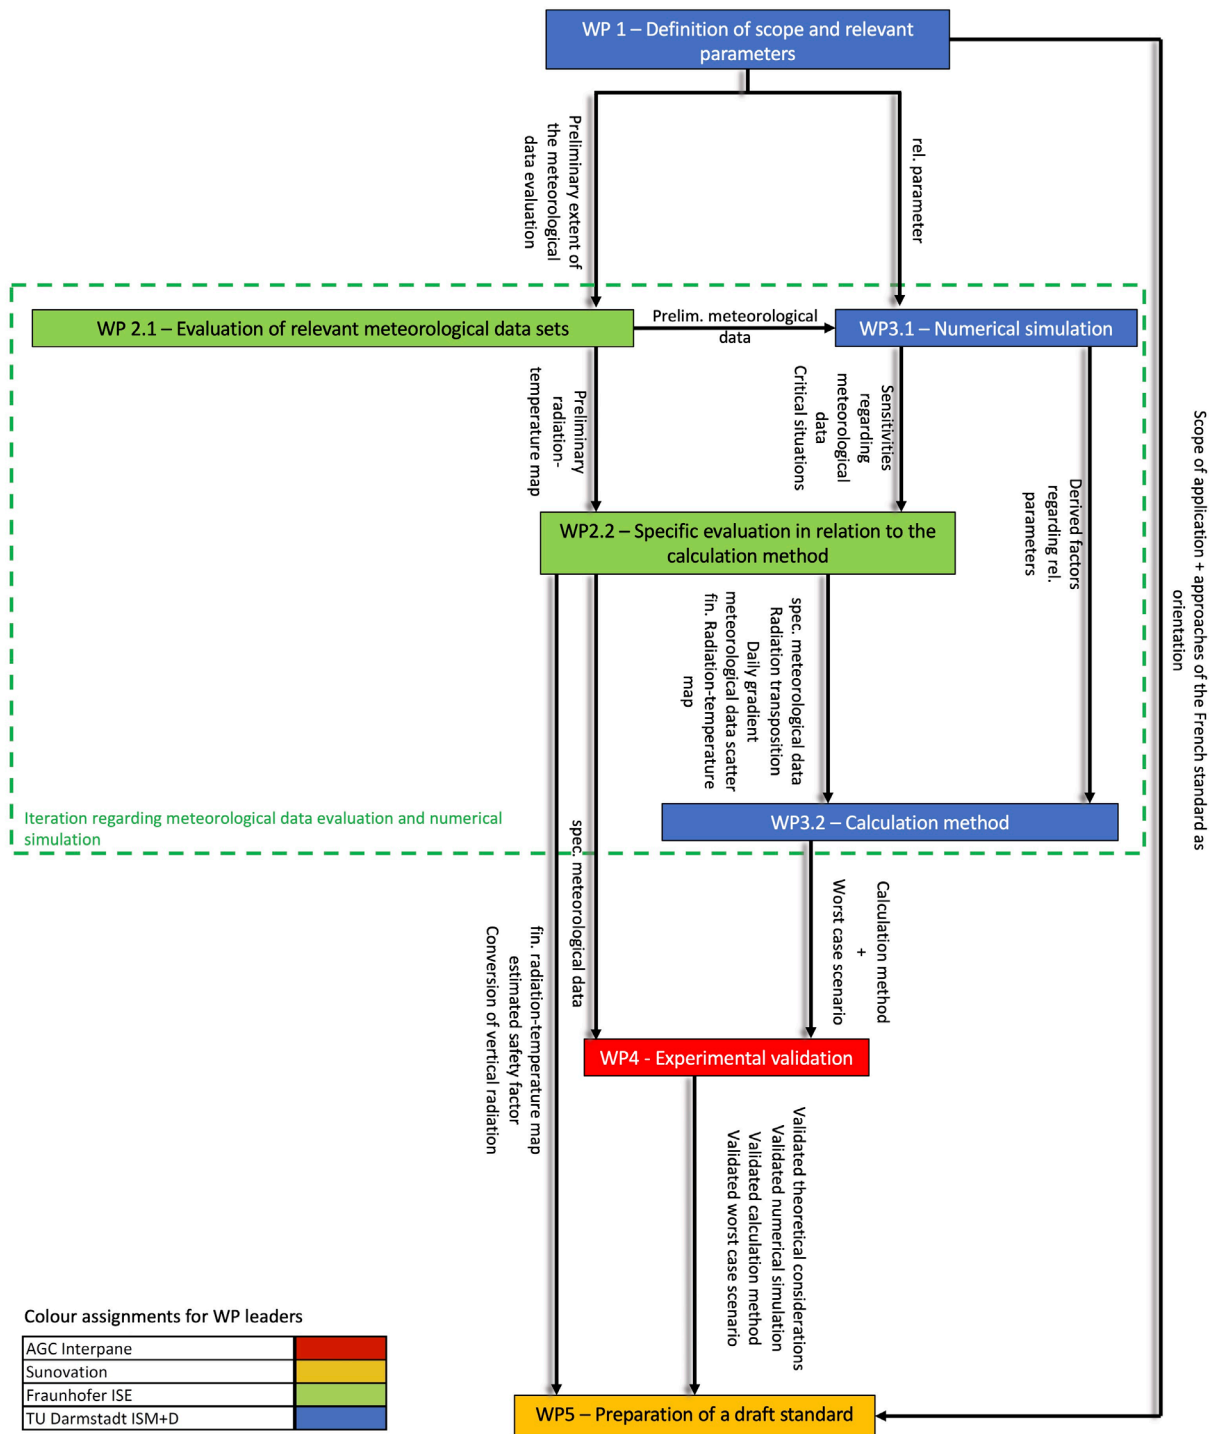 WP 1 – Definition of scope and relevant
parameters
Preliminary extent of
the meteorological
data evaluation
rel. parameter
WP 2.1 – Evaluation of relevant meteorological data sets
Prelim. meteorological
data
WP3.1 – Numerical simulation
Preliminary
radiation-
temperature map
Sensitivities
regarding
meteorological
data
Critical situations
Derived factors
regarding rel.
parameters
Scope of application + approaches of the French standard as
orientation
WP2.2 – Specific evaluation in relation to the
calculation method
spec. meteorological data
Radiation transposition
Daily gradient
meteorological data scatter
fin. Radiation-temperature
map
Iteration regarding meteorological data evaluation and numerical
simulation
WP3.2 – Calculation method
spec. meteorological data
fin. radiation-temperature map
estimated safety factor
Conversion of vertical radiation
Calculation method
+
Worst case scenario
WP4 - Experimental validation
Validated theoretical considerations
Validated numerical simulation
Validated calculation method
Validated worst case scenario
Colour assignments for WP leaders
AGC Interpane
Sunovation
Fraunhofer ISE
TU Darmstadt ISM+D
WP5 – Preparation of a draft standard